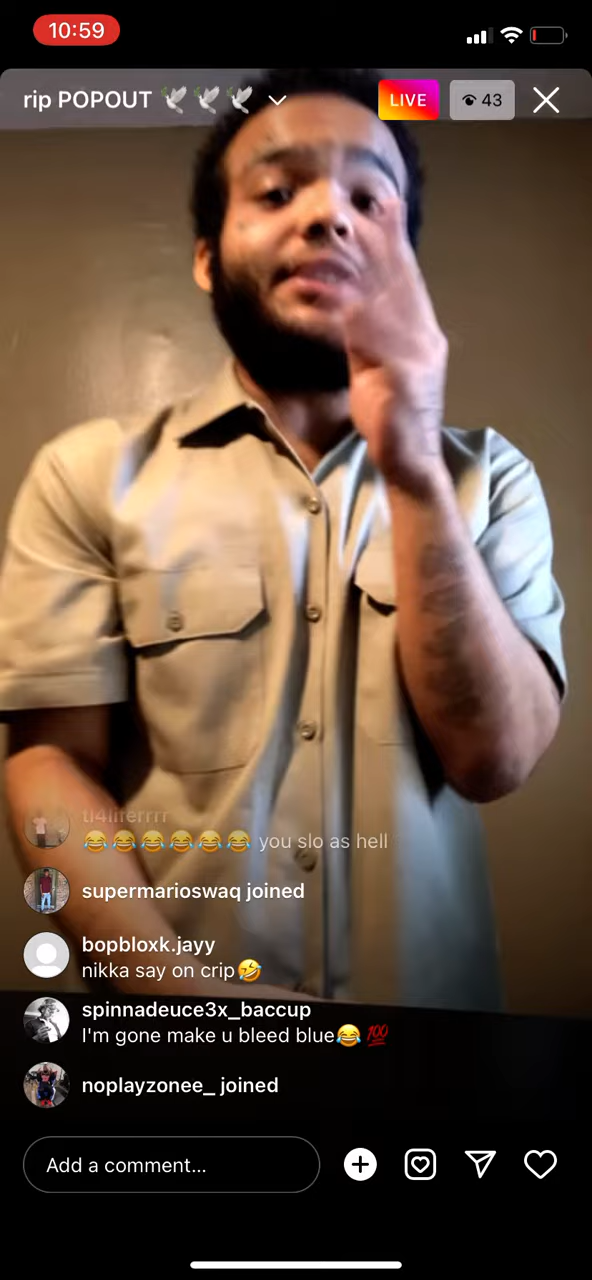 10:59
rip POPOUT 🕊️🕊️🕊️
LIVE
43
tl4liferrrr
😂😂😂😂😂😂 you slo as hell
supermarioswaq joined
bopbloxk.jayy
nikka say on crip🤣
spinnadeuce3x_baccup
I'm gone make u bleed blue😂 💯
noplayzonee_ joined
Add a comment...